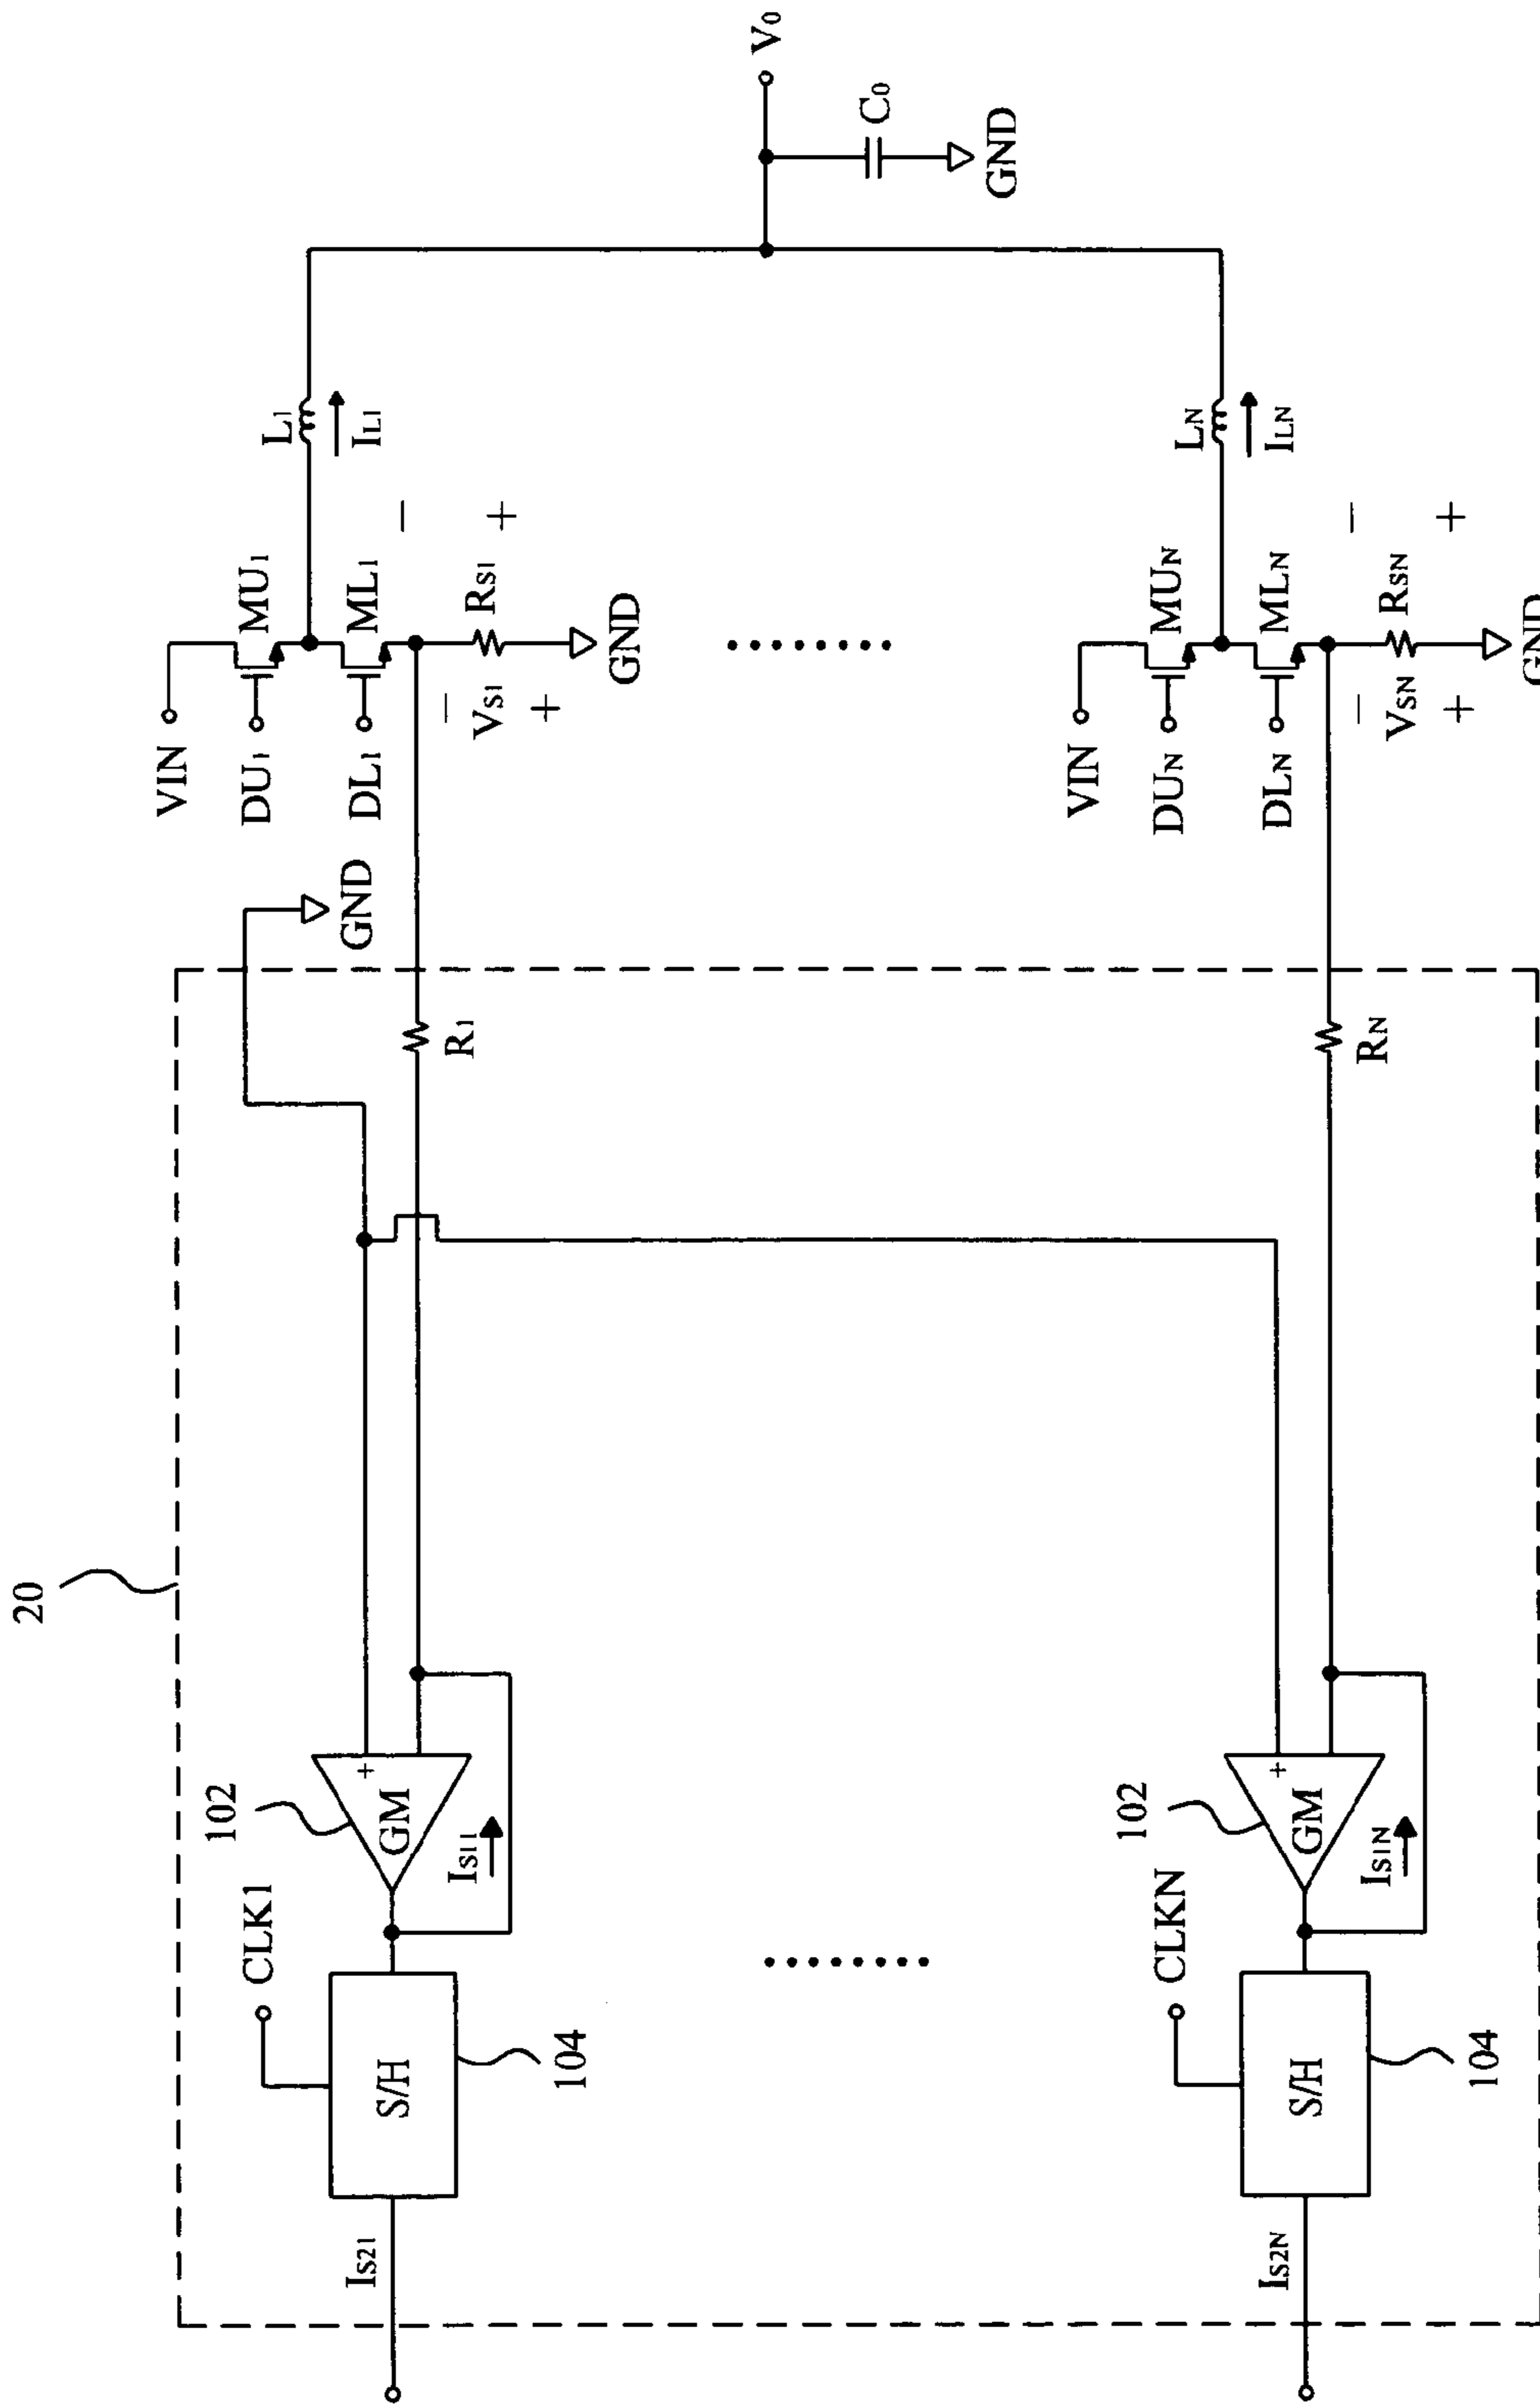 V0
C0
GND
L1
IL1
VIN
MU1
DU1
ML1
DL1
−
RS1
+
−
VS1
+
GND
LN
ILN
VIN
MUN
DUN
MLN
DLN
−
RSN
+
−
VSN
+
GND
GND
R1
RN
20
102
+
GM
IS11
CLK1
S/H
104
IS21
102
+
GM
IS1N
CLKN
S/H
104
IS2N